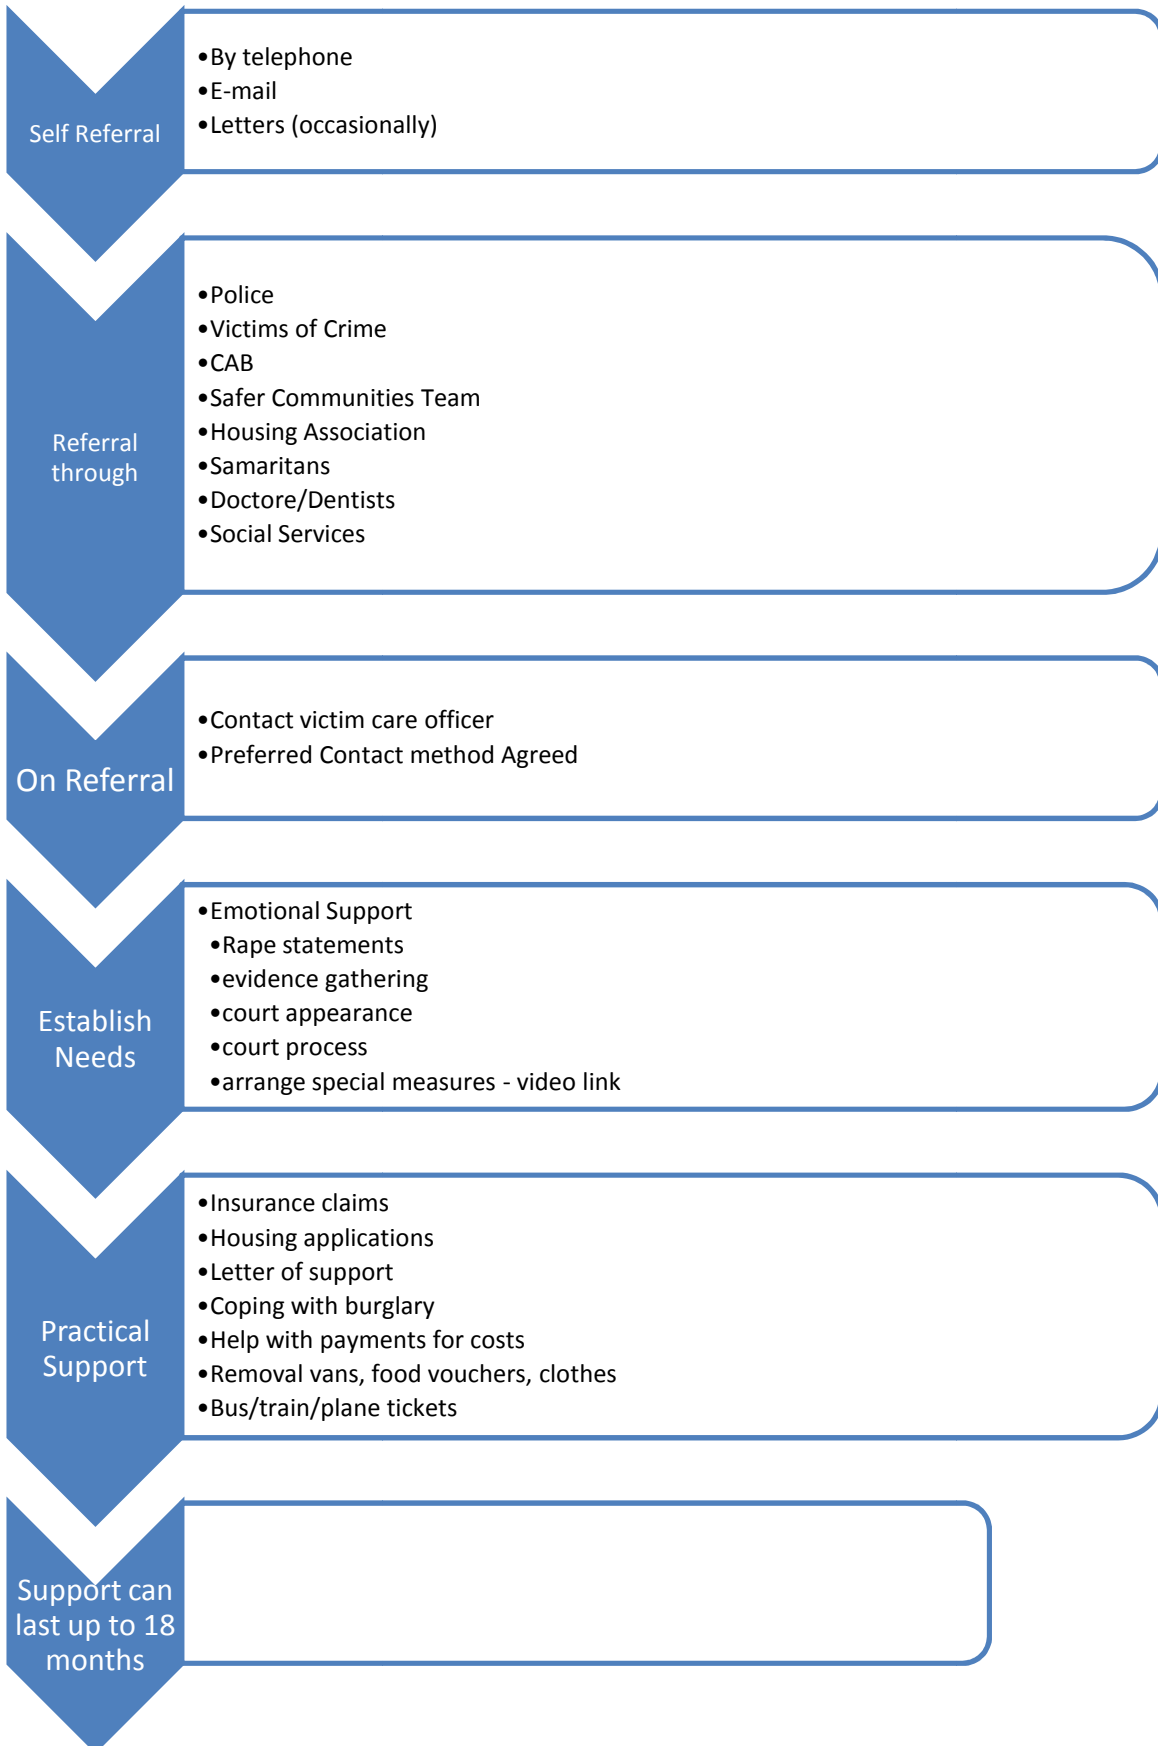 Self Referral
•By telephone
•E-mail
•Letters (occasionally)
Referral
through
•Police
•Victims of Crime
•CAB
•Safer Communities Team
•Housing Association
•Samaritans
•Doctore/Dentists
•Social Services
On Referral
•Contact victim care officer
•Preferred Contact method Agreed
Establish
Needs
•Emotional Support
•Rape statements
•evidence gathering
•court appearance
•court process
•arrange special measures - video link
Practical
Support
•Insurance claims
•Housing applications
•Letter of support
•Coping with burglary
•Help with payments for costs
•Removal vans, food vouchers, clothes
•Bus/train/plane tickets
Support can
last up to 18
months